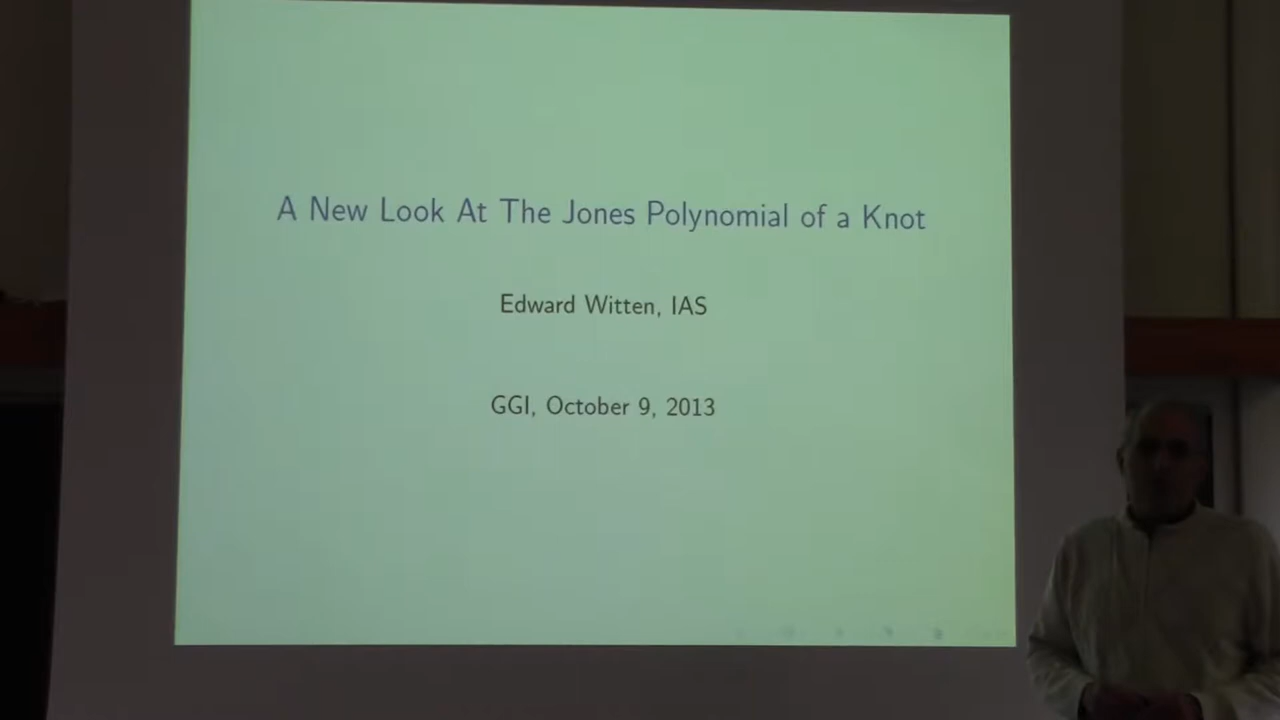 A New Look At The Jones Polynomial of a Knot
Edward Witten, IAS
GGI, October 9, 2013